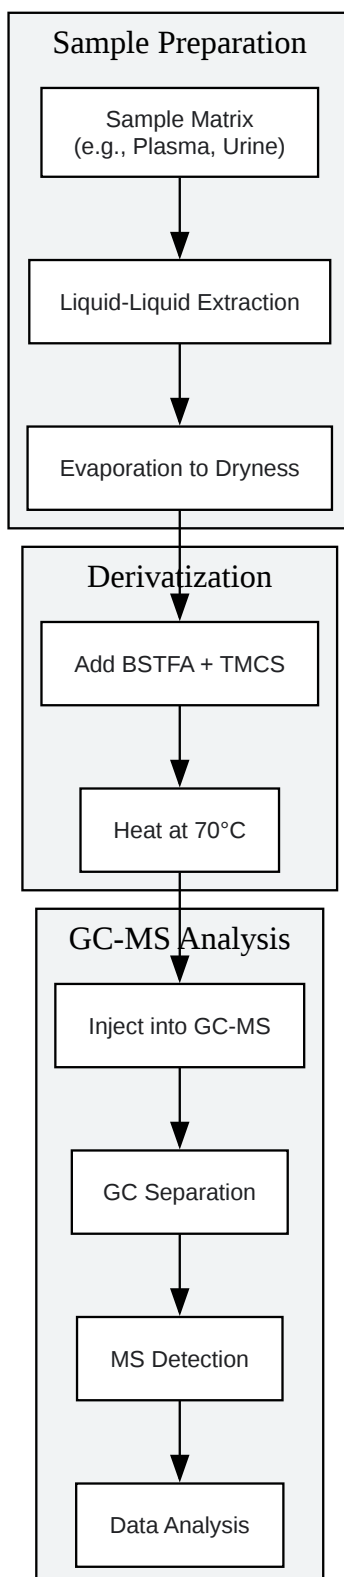 Sample Preparation
Sample Matrix
(e.g., Plasma, Urine)
Liquid-Liquid Extraction
Evaporation to Dryness
Derivatization
Add BSTFA + TMCS
Heat at 70°C
GC-MS Analysis
Inject into GC-MS
GC Separation
MS Detection
Data Analysis